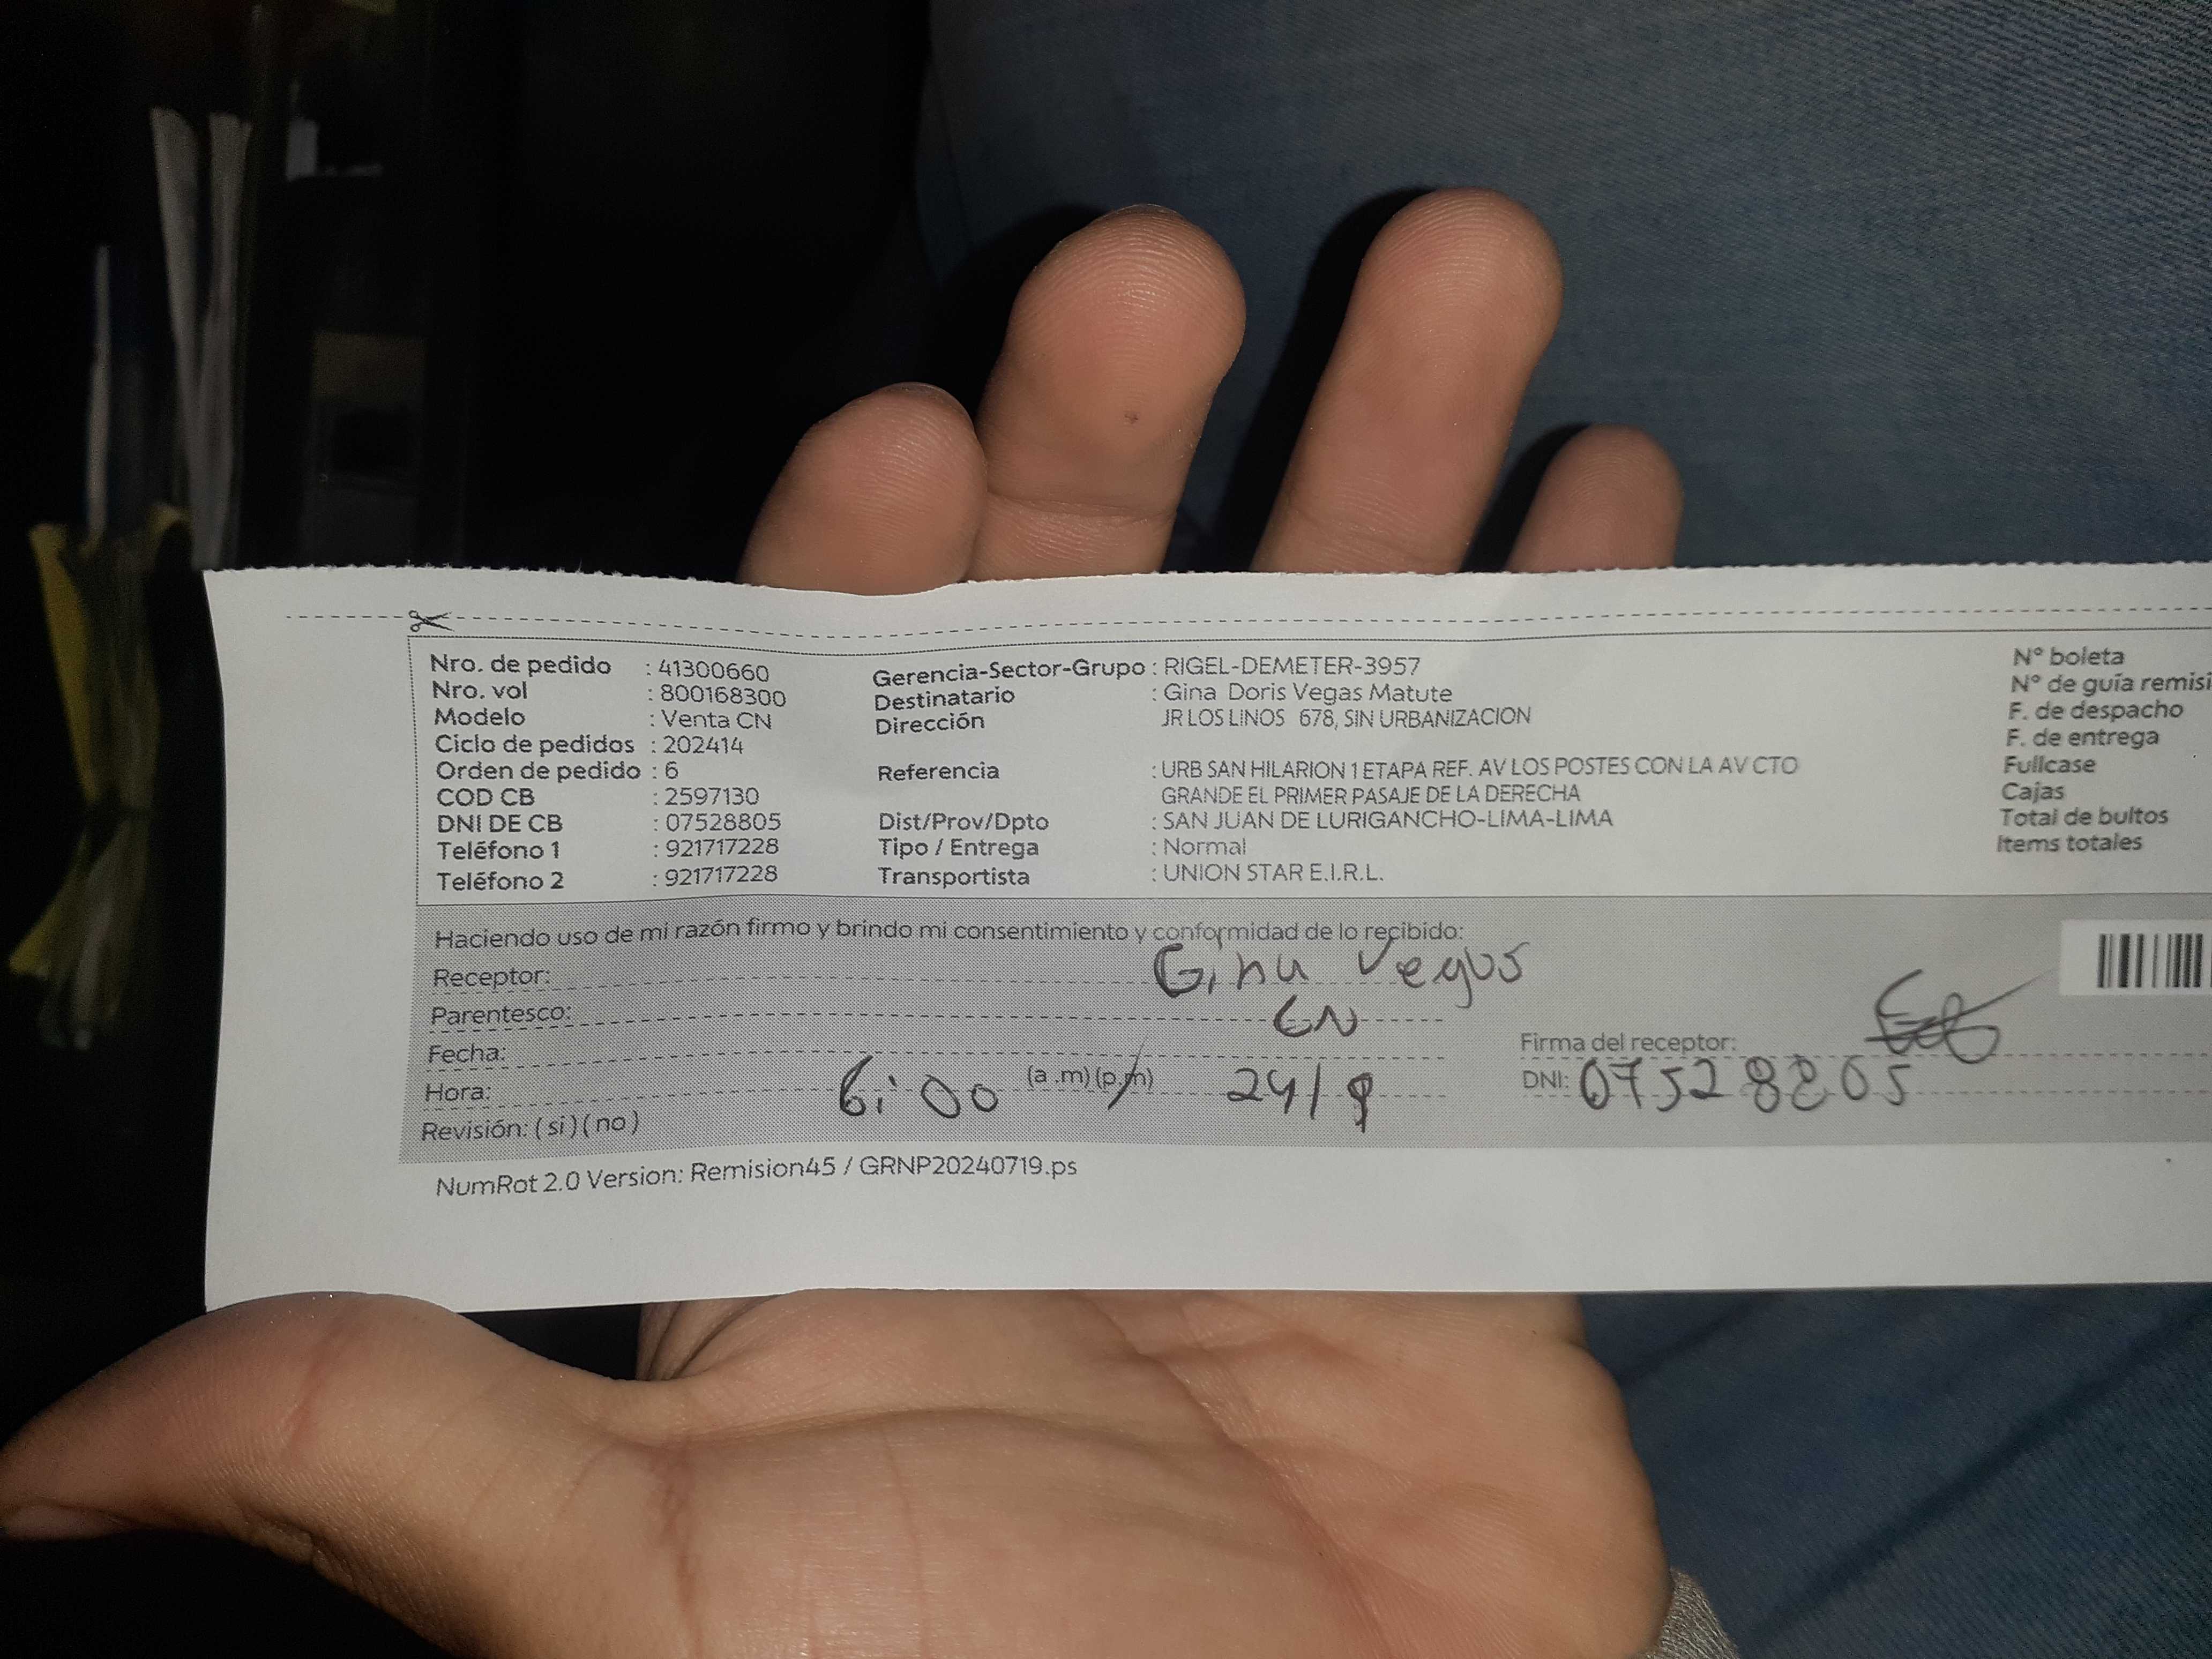 Nro. de pedido : 41300660
Nro. vol : 800168300
Modelo : Venta CN
Ciclo de pedidos : 202414
Orden de pedido : 6
COD CB : 2597130
DNI DE CB : 07528805
Teléfono 1 : 921717228
Teléfono 2 : 921717228
Gerencia-Sector-Grupo : RIGEL-DEMETER-3957
Destinatario : Gina Doris Vegas Matute
Dirección JR LOS LINOS 678, SIN URBANIZACION
Referencia : URB SAN HILARION 1 ETAPA REF. AV LOS POSTES CON LA AV CTO
GRANDE EL PRIMER PASAJE DE LA DERECHA
Dist/Prov/Dpto : SAN JUAN DE LURIGANCHO-LIMA-LIMA
Tipo / Entrega : Normal
Transportista : UNION STAR E.I.R.L.
N° boleta
N° de guía remisi
F. de despacho
F. de entrega
Fullcase
Cajas
Total de bultos
Items totales
Haciendo uso de mi razón firmo y brindo mi consentimiento y conformidad de lo recibido:
Receptor: Gina Vegas
Parentesco: CN
Fecha:
Hora: 6:00 (a .m) (p.m) 24/9
Revisión: ( si ) ( no )
Firma del receptor:
DNI: 07528805
NumRot 2.0 Version: Remision45 / GRNP20240719.ps